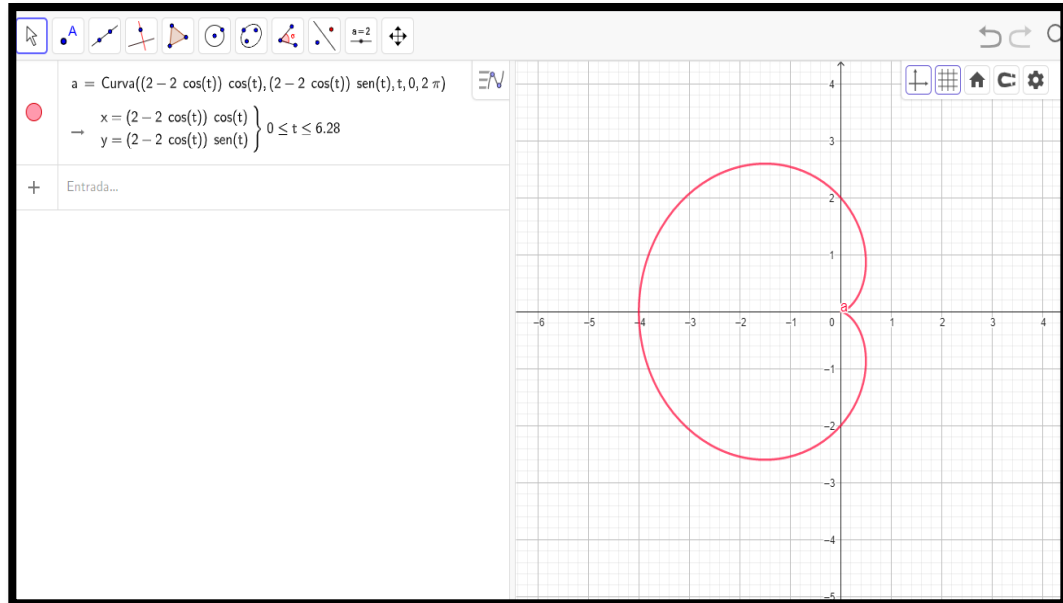 A
a=2
a = Curva((2 − 2 cos(t)) cos(t), (2 − 2 cos(t)) sen(t), t, 0, 2 π)
x = (2 − 2 cos(t)) cos(t)
→ 0 ≤ t ≤ 6.28
y = (2 − 2 cos(t)) sen(t)
+ Entrada...
4
3
2
1
a
−6 −5 −4 −3 −2 −1 0 1 2 3 4
−1
−2
−3
−4
−5